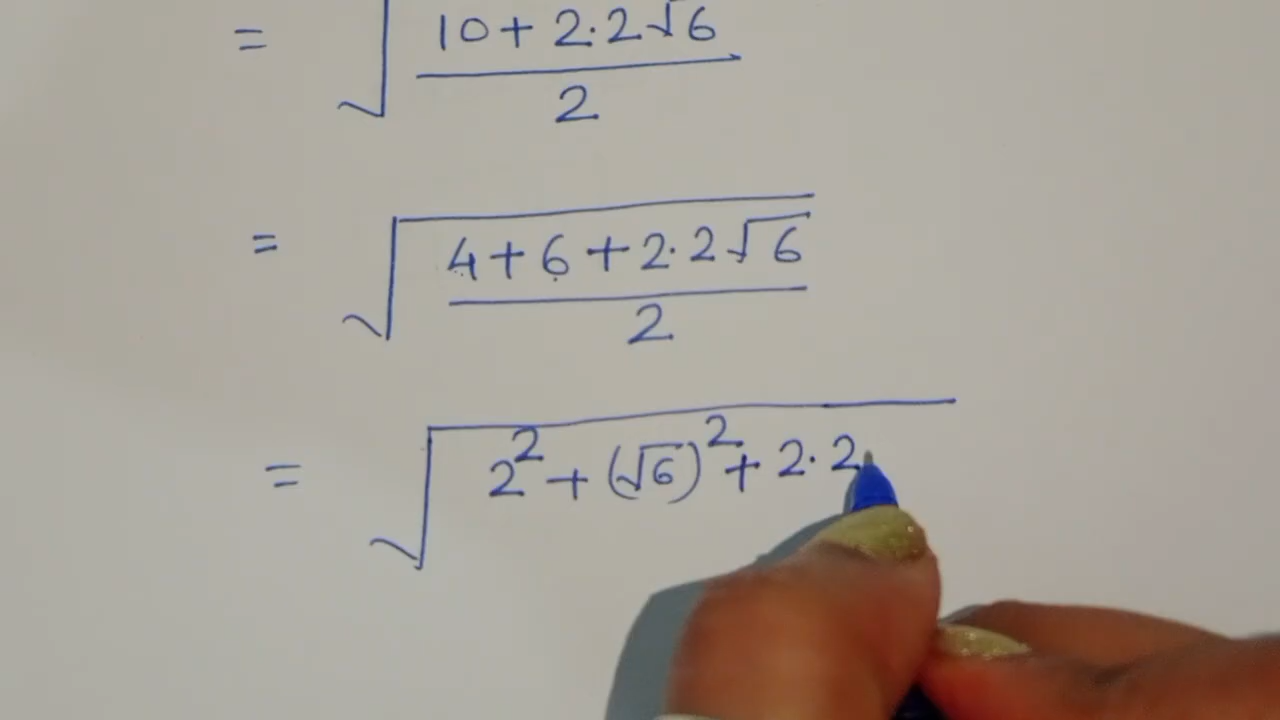 = √(10 + 2·2√6 / 2)
= √(4 + 6 + 2·2√6 / 2)
= √(2² + (√6)² + 2·2